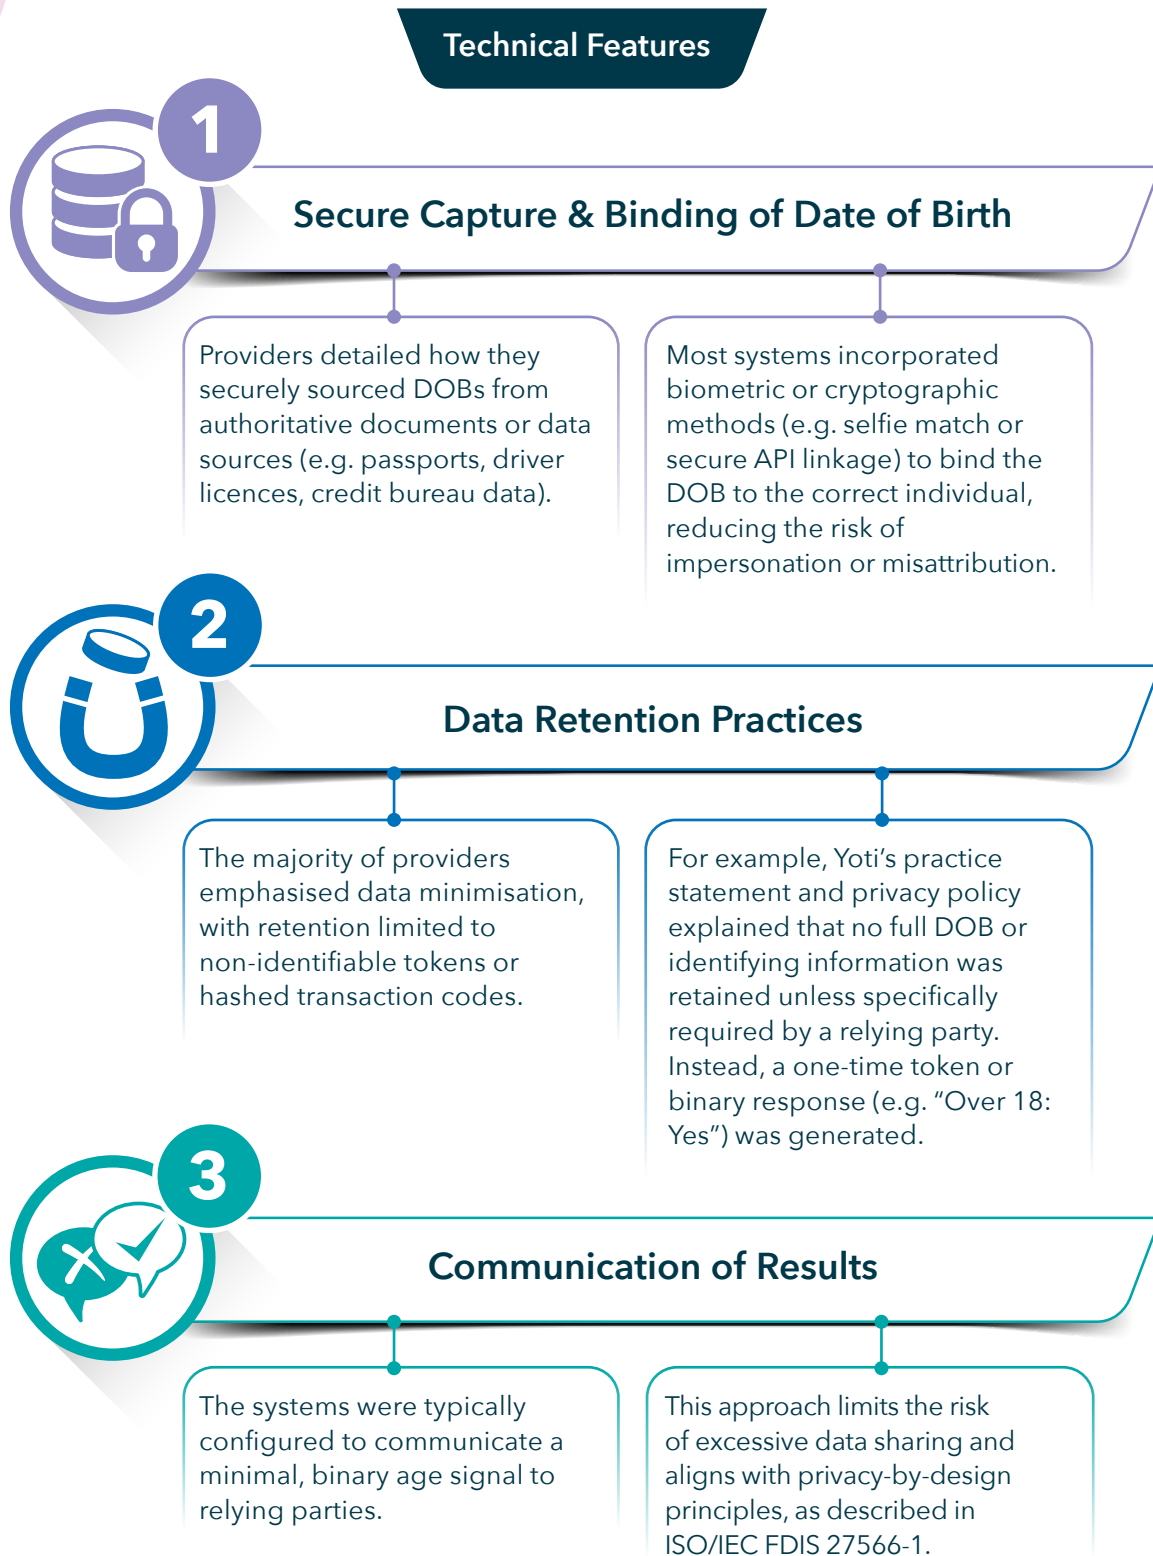 Technical Features
1
Secure Capture & Binding of Date of Birth
Providers detailed how they
securely sourced DOBs from
authoritative documents or data
sources (e.g. passports, driver
licences, credit bureau data).
Most systems incorporated
biometric or cryptographic
methods (e.g. selfie match or
secure API linkage) to bind the
DOB to the correct individual,
reducing the risk of
impersonation or misattribution.
2
Data Retention Practices
The majority of providers
emphasised data minimisation,
with retention limited to
non-identifiable tokens or
hashed transaction codes.
For example, Yoti’s practice
statement and privacy policy
explained that no full DOB or
identifying information was
retained unless specifically
required by a relying party.
Instead, a one-time token or
binary response (e.g. “Over 18:
Yes”) was generated.
3
Communication of Results
The systems were typically
configured to communicate a
minimal, binary age signal to
relying parties.
This approach limits the risk
of excessive data sharing and
aligns with privacy-by-design
principles, as described in
ISO/IEC FDIS 27566-1.